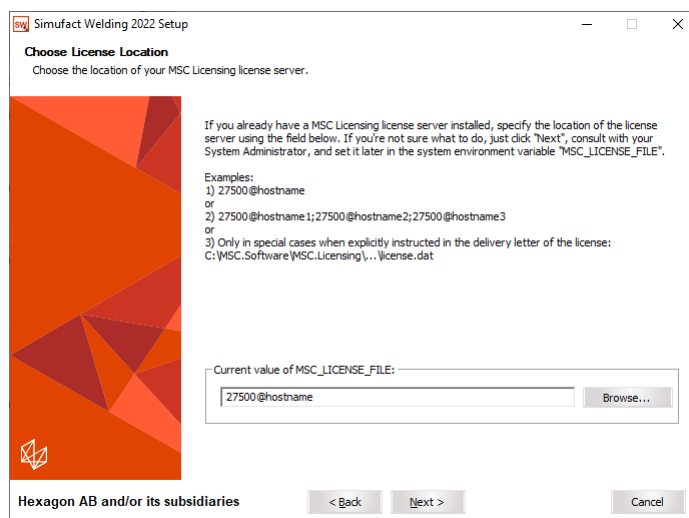 SW Simufact Welding 2022 Setup
Choose License Location
Choose the location of your MSC Licensing license server.
If you already have a MSC Licensing license server installed, specify the location of the license
server using the field below. If you're not sure what to do, just click "Next", consult with your
System Administrator, and set it later in the system environment variable "MSC_LICENSE_FILE".
Examples:
1) 27500@hostname
or
2) 27500@hostname1;27500@hostname2;27500@hostname3
or
3) Only in special cases when explicitly instructed in the delivery letter of the license:
C:\MSC.Software\MSC.Licensing\...\license.dat
Current value of MSC_LICENSE_FILE:
27500@hostname
Browse...
Hexagon AB and/or its subsidiaries
< Back
Next >
Cancel